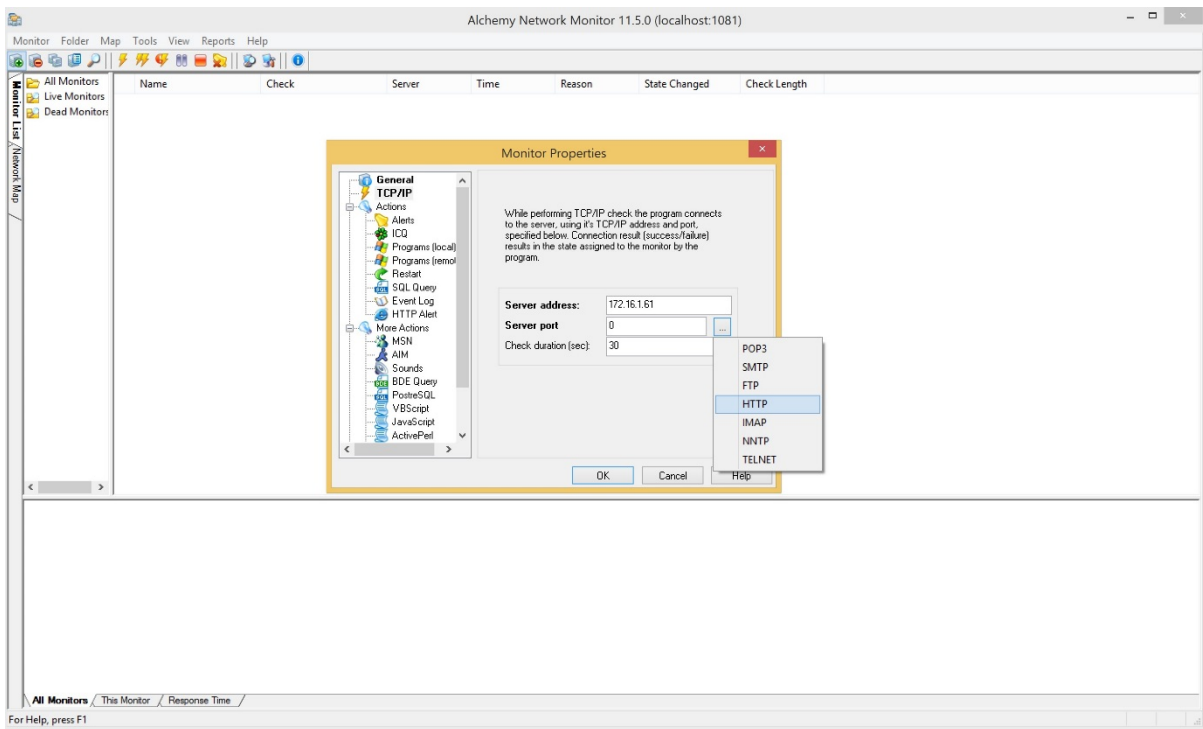 Alchemy Network Monitor 11.5.0 (localhost:1081)
Monitor Folder Map Tools View Reports Help
Monitor List
Network Map
All Monitors
Live Monitors
Dead Monitors
Name Check Server Time Reason State Changed Check Length
Monitor Properties
General
TCP/IP
Actions
Alerts
ICQ
Programs (local)
Programs (remo
Restart
SQL Query
Event Log
HTTP Alert
More Actions
MSN
AIM
Sounds
BDE Query
PostreSQL
VBScript
JavaScript
ActivePerl
While performing TCP/IP check the program connects
to the server, using it's TCP/IP address and port,
specified below. Connection result (success/failure)
results in the state assigned to the monitor by the
program.
Server address: 172.16.1.61
Server port 0 ...
Check duration (sec): 30
POP3
SMTP
FTP
HTTP
IMAP
NNTP
TELNET
OK Cancel Help
All Monitors This Monitor Response Time
For Help, press F1